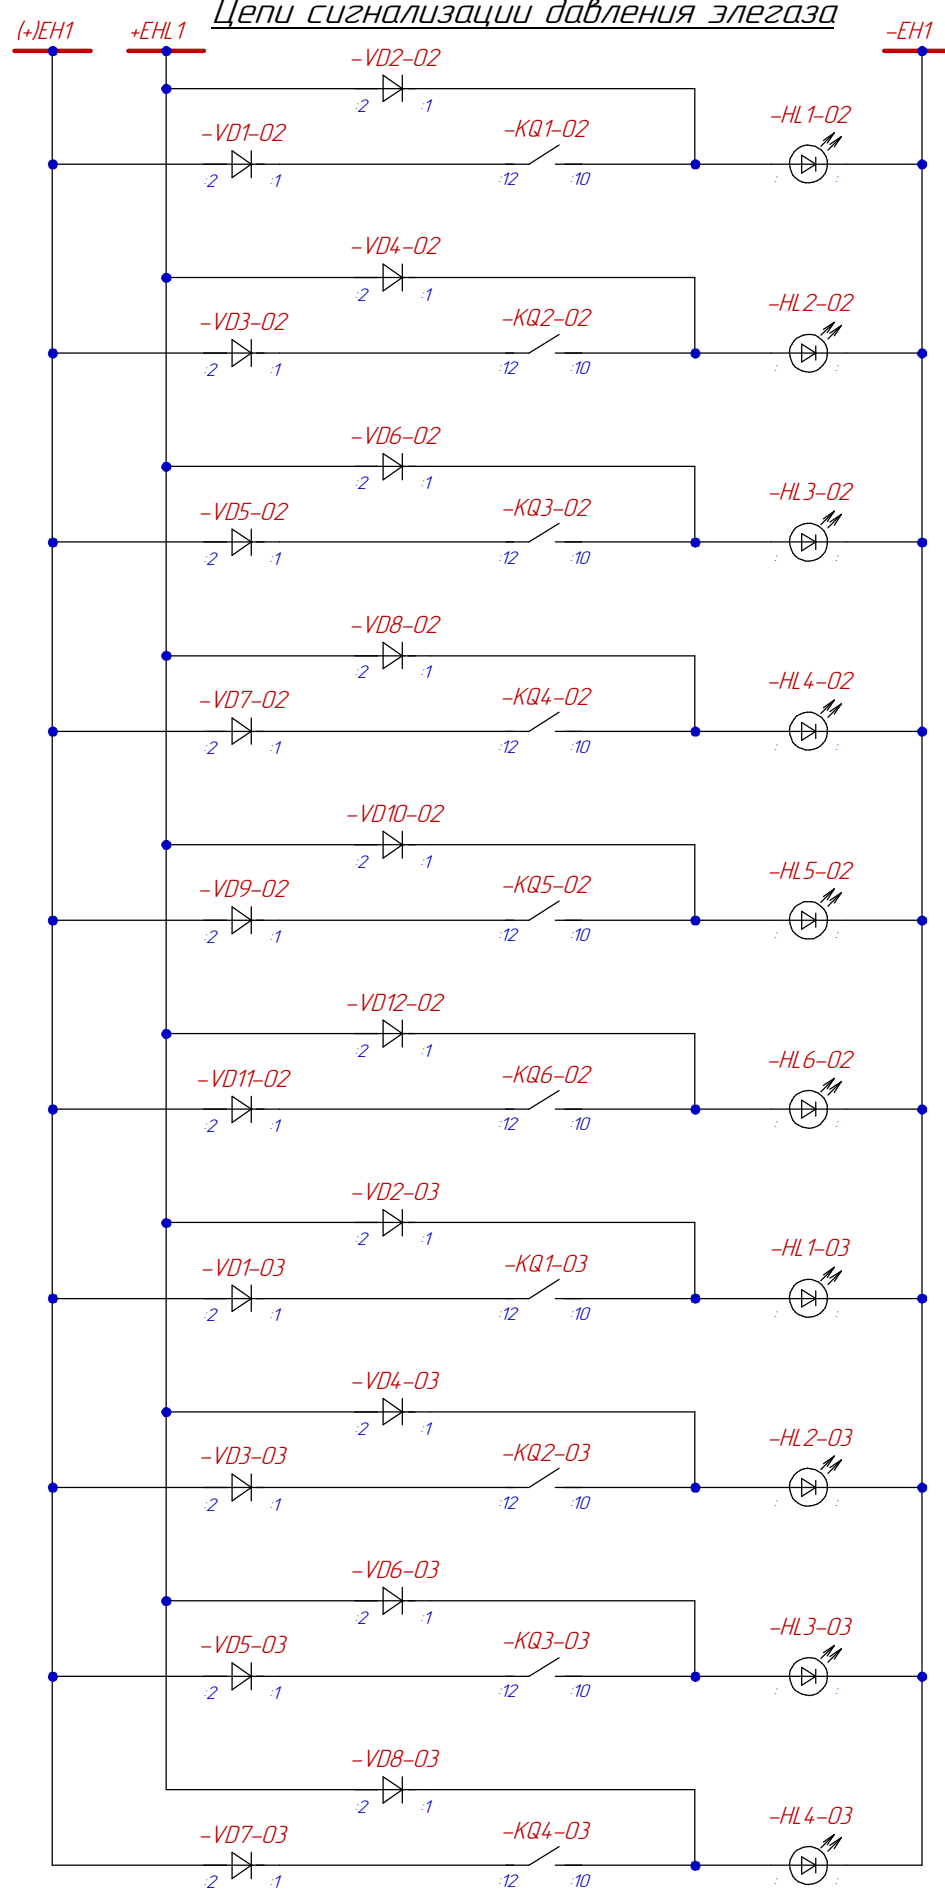 Цепи сигнализации давления элегаза
(+)EH1 +EHL1 -EH1
-VD2-02
:2 :1
-VD1-02 -KQ1-02 -HL1-02
:2 :1 :12 :10 : :
-VD4-02
:2 :1
-VD3-02 -KQ2-02 -HL2-02
:2 :1 :12 :10 : :
-VD6-02
:2 :1
-VD5-02 -KQ3-02 -HL3-02
:2 :1 :12 :10 : :
-VD8-02
:2 :1
-VD7-02 -KQ4-02 -HL4-02
:2 :1 :12 :10 : :
-VD10-02
:2 :1
-VD9-02 -KQ5-02 -HL5-02
:2 :1 :12 :10 : :
-VD12-02
:2 :1
-VD11-02 -KQ6-02 -HL6-02
:2 :1 :12 :10 : :
-VD2-03
:2 :1
-VD1-03 -KQ1-03 -HL1-03
:2 :1 :12 :10 : :
-VD4-03
:2 :1
-VD3-03 -KQ2-03 -HL2-03
:2 :1 :12 :10 : :
-VD6-03
:2 :1
-VD5-03 -KQ3-03 -HL3-03
:2 :1 :12 :10 : :
-VD8-03
:2 :1
-VD7-03 -KQ4-03 -HL4-03
:2 :1 :12 :10 : :